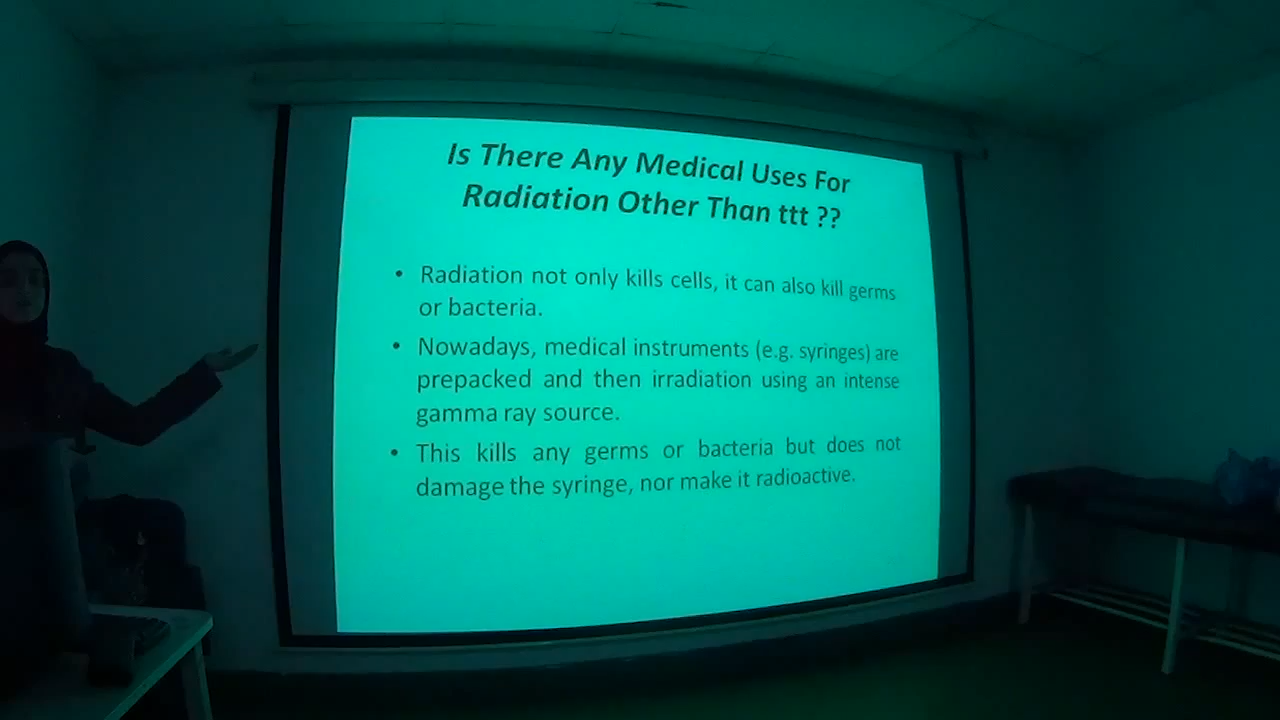 Is There Any Medical Uses For
Radiation Other Than ttt ??
• Radiation not only kills cells, it can also kill germs
or bacteria.
• Nowadays, medical instruments (e.g. syringes) are
prepacked and then irradiation using an intense
gamma ray source.
• This kills any germs or bacteria but does not
damage the syringe, nor make it radioactive.